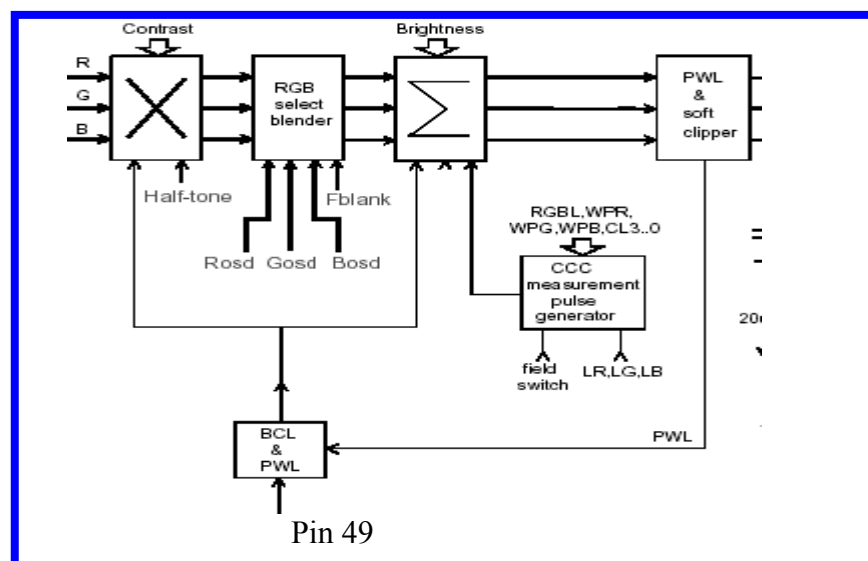 Contrast
Brightness
R
G
B
RGB
select
blender
PWL
&
soft
clipper
Half-tone
Fblank
Rosd Gosd Bosd
RGBL,WPR,
WPG,WPB,CL3..0
CCC
measurement
pulse
generator
field
switch
LR,LG,LB
BCL
&
PWL
PWL
Pin 49